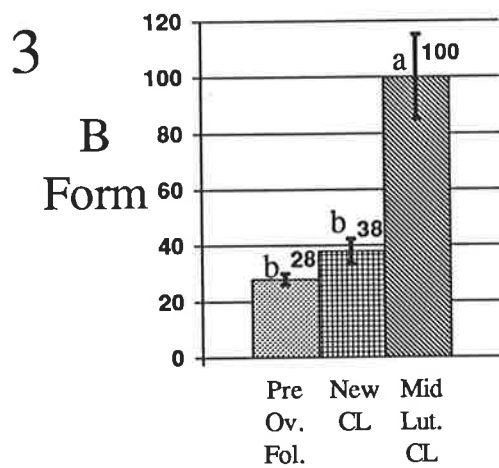 3
B
Form
120
100
80
60
40
20
0
b 28
b 38
a 100
Pre
Ov.
Fol.
New
CL
Mid
Lut.
CL